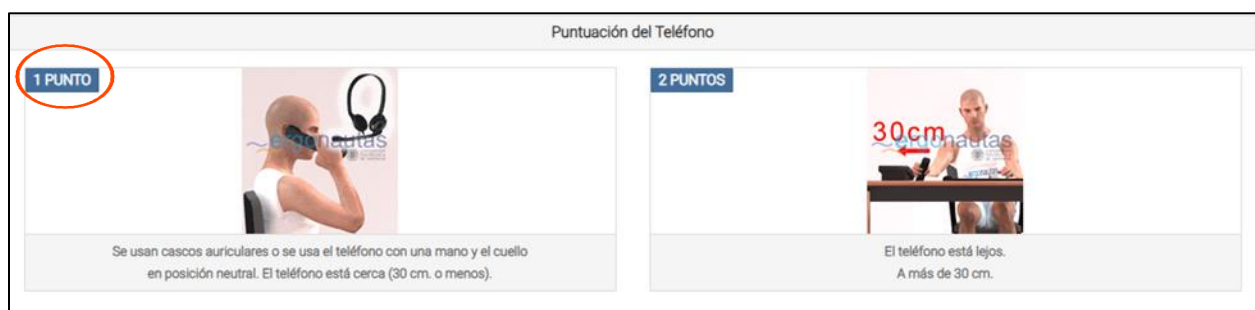 Puntuación del Teléfono
1 PUNTO
ergonautas
Se usan cascos auriculares o se usa el teléfono con una mano y el cuello
en posición neutral. El teléfono está cerca (30 cm. o menos).
2 PUNTOS
30cm
ergonautas
El teléfono está lejos.
A más de 30 cm.